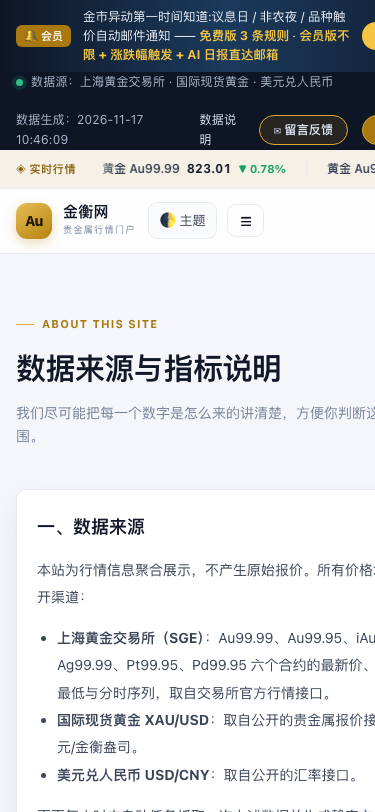 🔔 会员
金市异动第一时间知道:议息日 / 非农夜 / 品种触
价自动邮件通知 —— 免费版 3 条规则 · 会员版不
限 + 涨跌幅触发 + AI 日报直达邮箱
数据源：上海黄金交易所 · 国际现货黄金 · 美元兑人民币
数据生成：2026-11-17
10:46:09
数据说
明
✉ 留言反馈
◈ 实时行情 黄金 Au99.99 823.01 ▼0.78% 黄金 Au9
Au
金衡网
贵金属行情门户
🌓 主题
☰
ABOUT THIS SITE
数据来源与指标说明
我们尽可能把每一个数字是怎么来的讲清楚，方便你判断
围。
一、数据来源
本站为行情信息聚合展示，不产生原始报价。所有价格
开渠道：
• 上海黄金交易所（SGE）：Au99.99、Au99.95、iAu
Ag99.99、Pt99.95、Pd99.95 六个合约的最新价、
最低与分时序列，取自交易所官方行情接口。
• 国际现货黄金 XAU/USD：取自公开的贵金属报价接
元/金衡盎司。
• 美元兑人民币 USD/CNY：取自公开的汇率接口。